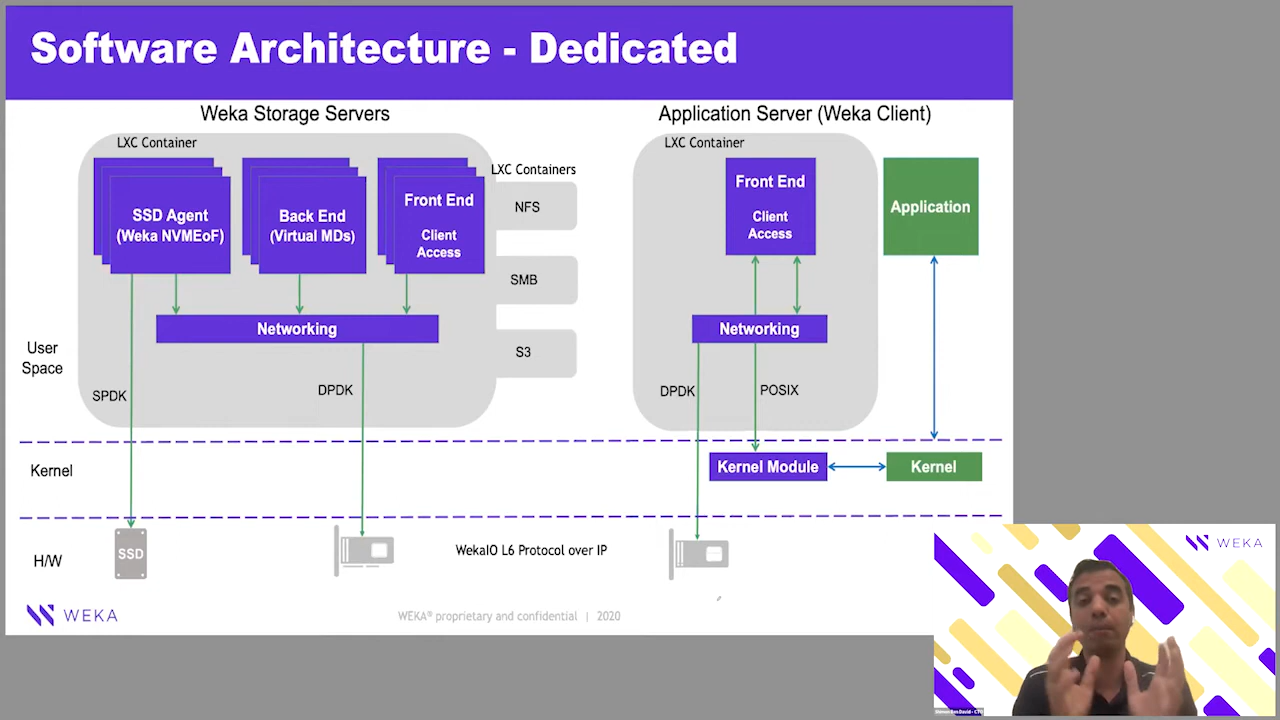 Software Architecture - Dedicated
Weka Storage Servers
Application Server (Weka Client)
LXC Container
SSD Agent
(Weka NVMEoF)
Back End
(Virtual MDs)
Front End
Client
Access
LXC Containers
NFS
SMB
S3
Networking
SPDK
DPDK
LXC Container
Front End
Client
Access
Application
Networking
DPDK
POSIX
User
Space
Kernel
Kernel Module
Kernel
H/W
SSD
WekaIO L6 Protocol over IP
WEKA
WEKA® proprietary and confidential | 2020
WEKA